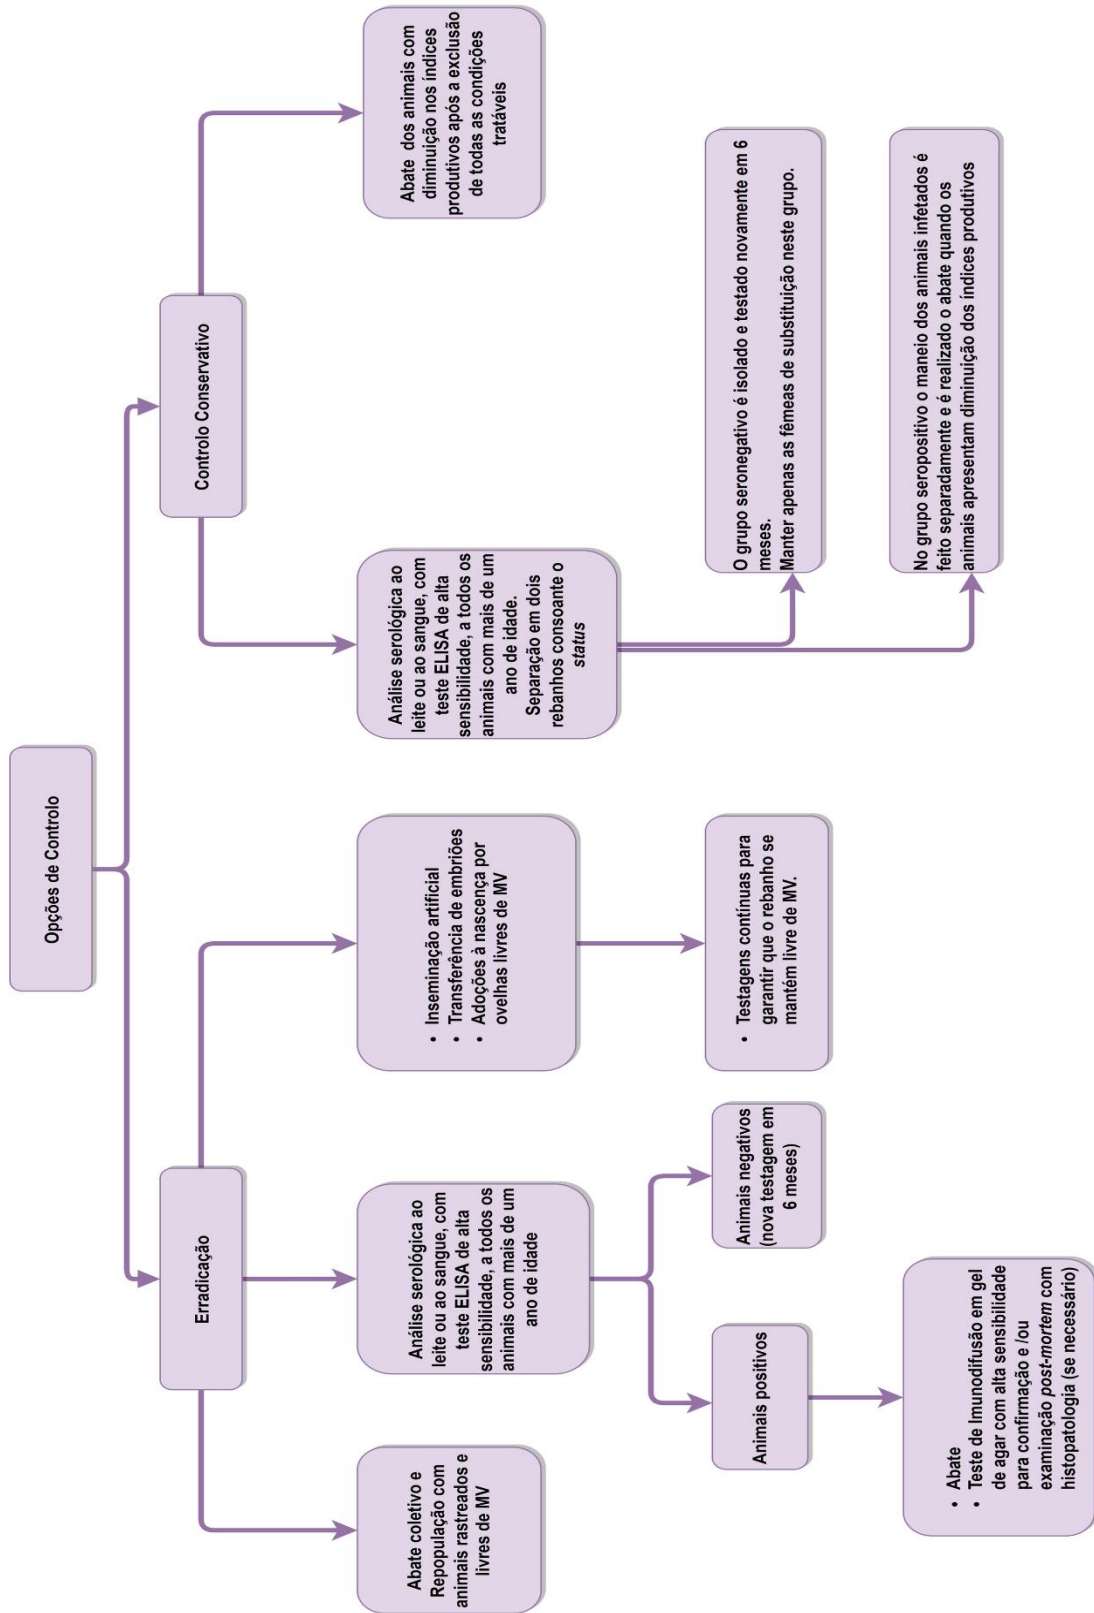 Opções de Controlo
Erradicação
Controlo Conservativo
Abate coletivo e
Repopulação com
animais rastreados e
livres de MV
Análise serológica ao
leite ou ao sangue, com
teste ELISA de alta
sensibilidade, a todos os
animais com mais de um
ano de idade
• Inseminação artificial
• Transferência de embriões
• Adoções à nascença por
ovelhas livres de MV
Análise serológica ao
leite ou ao sangue, com
teste ELISA de alta
sensibilidade, a todos os
animais com mais de um
ano de idade.
Separação em dois
rebanhos consoante o
status
Abate dos animais com
diminuição nos índices
produtivos após a exclusão
de todas as condições
tratáveis
Animais positivos
Animais negativos
(nova testagem em
6 meses)
• Testagens contínuas para
garantir que o rebanho se
mantém livre de MV.
O grupo seronegativo é isolado e testado novamente em 6
meses.
Manter apenas as fêmeas de substituição neste grupo.
No grupo seropositivo o maneio dos animais infetados é
feito separadamente e é realizado o abate quando os
animais apresentam diminuição dos índices produtivos
• Abate
• Teste de Imunodifusão em gel
de agar com alta sensibilidade
para confirmação e /ou
examinação post-mortem com
histopatologia (se necessário)